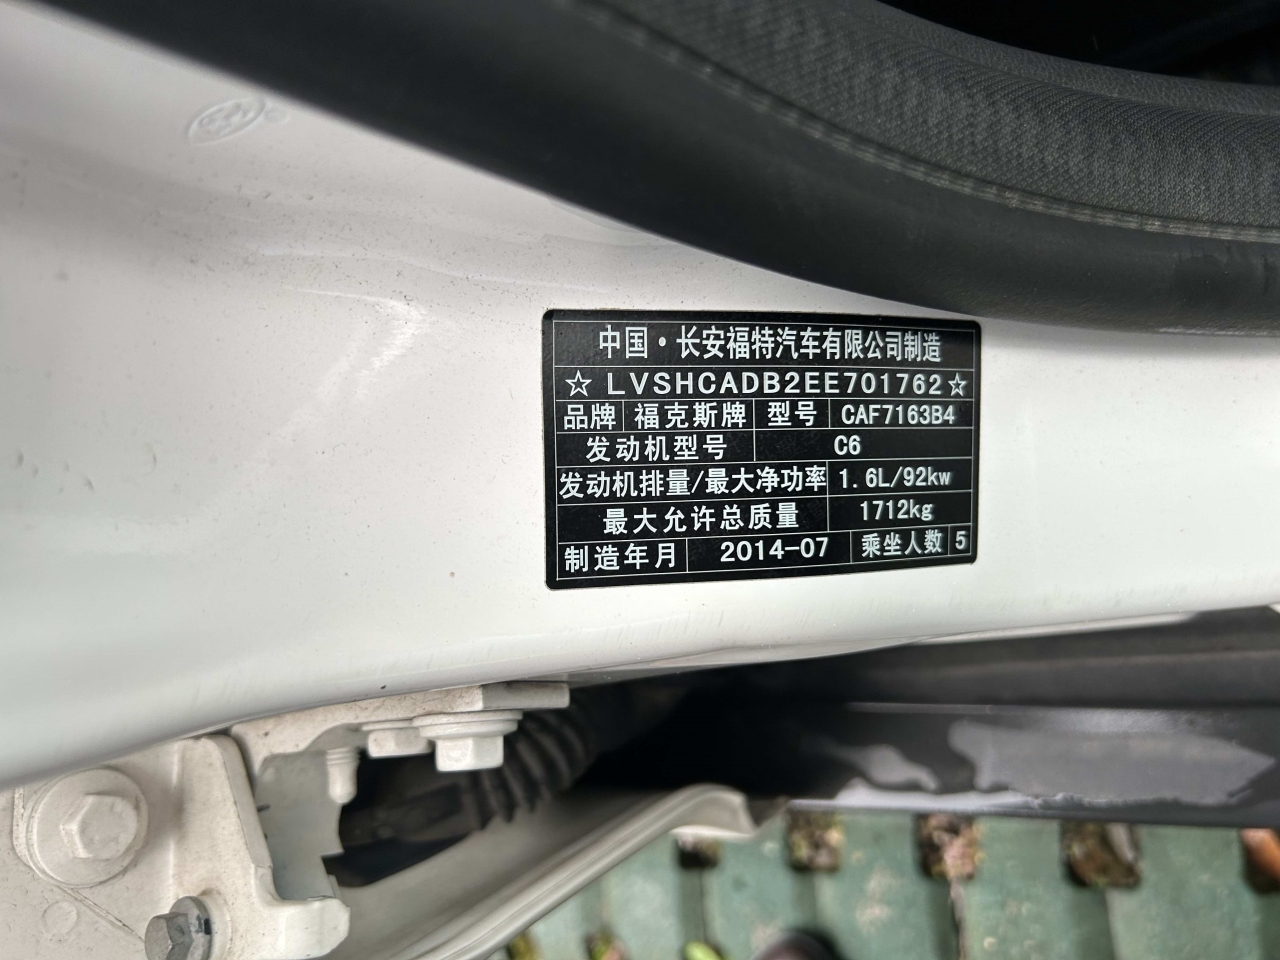 中国·长安福特汽车有限公司制造
☆ LVSHCADB2EE701762☆
品牌 福克斯牌 型号 CAF7163B4
发动机型号 C6
发动机排量/最大净功率 1.6L/92kw
最大允许总质量 1712kg
制造年月 2014-07 乘坐人数 5